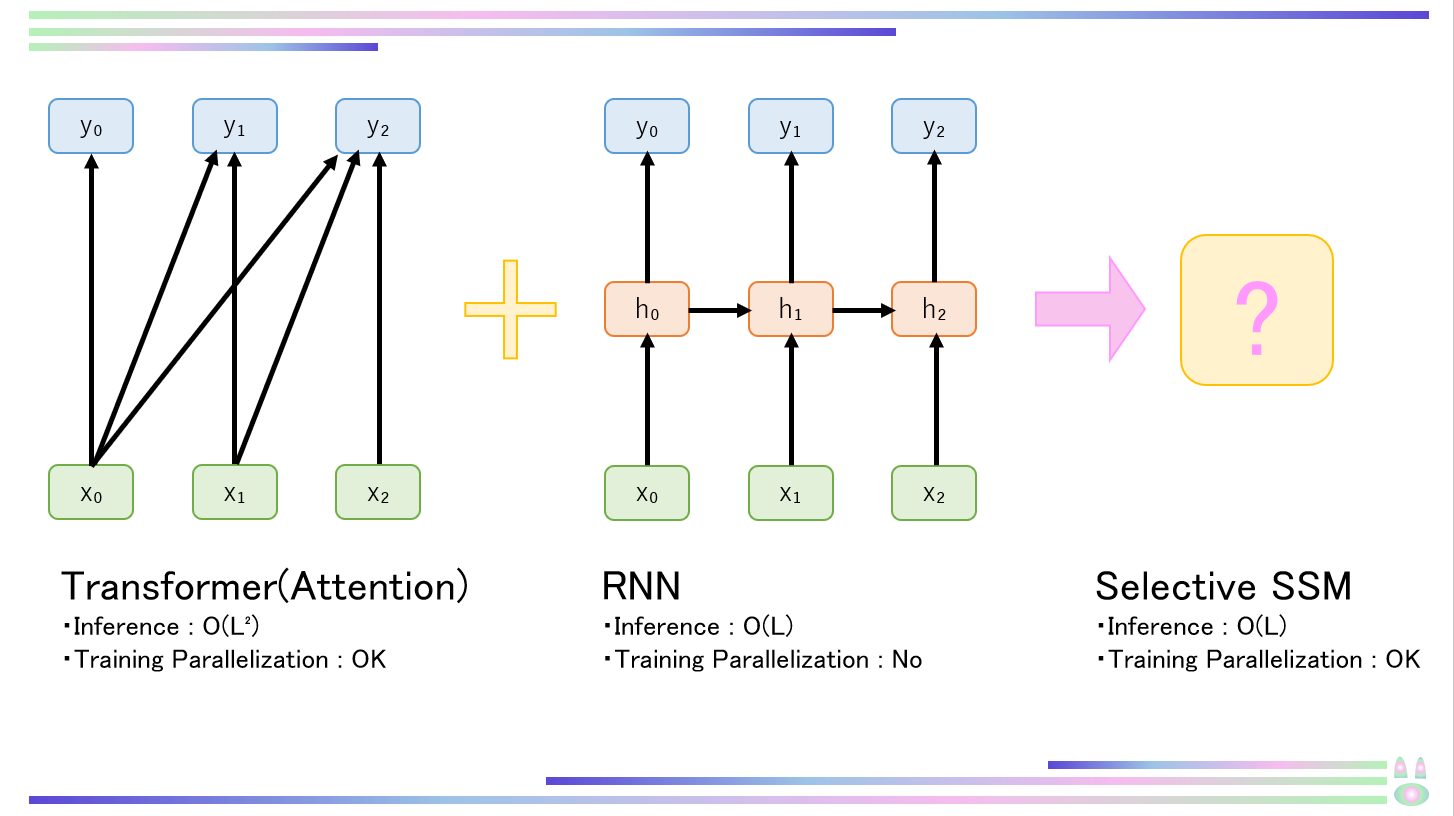 y₀ y₁ y₂ y₀ y₁ y₂
h₀ h₁ h₂
?
x₀ x₁ x₂ x₀ x₁ x₂
Transformer(Attention)
・Inference : O(L²)
・Training Parallelization : OK
RNN
・Inference : O(L)
・Training Parallelization : No
Selective SSM
・Inference : O(L)
・Training Parallelization : OK